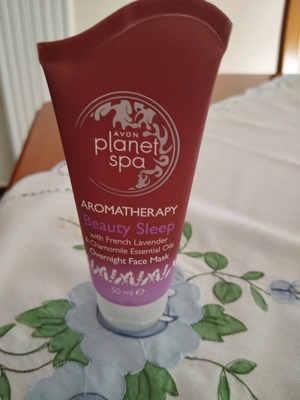 AVON
planet
spa
AROMATHERAPY
Beauty Sleep
with French Lavender
& Chamomile Essential Oils
Overnight Face Mask
50 ml e